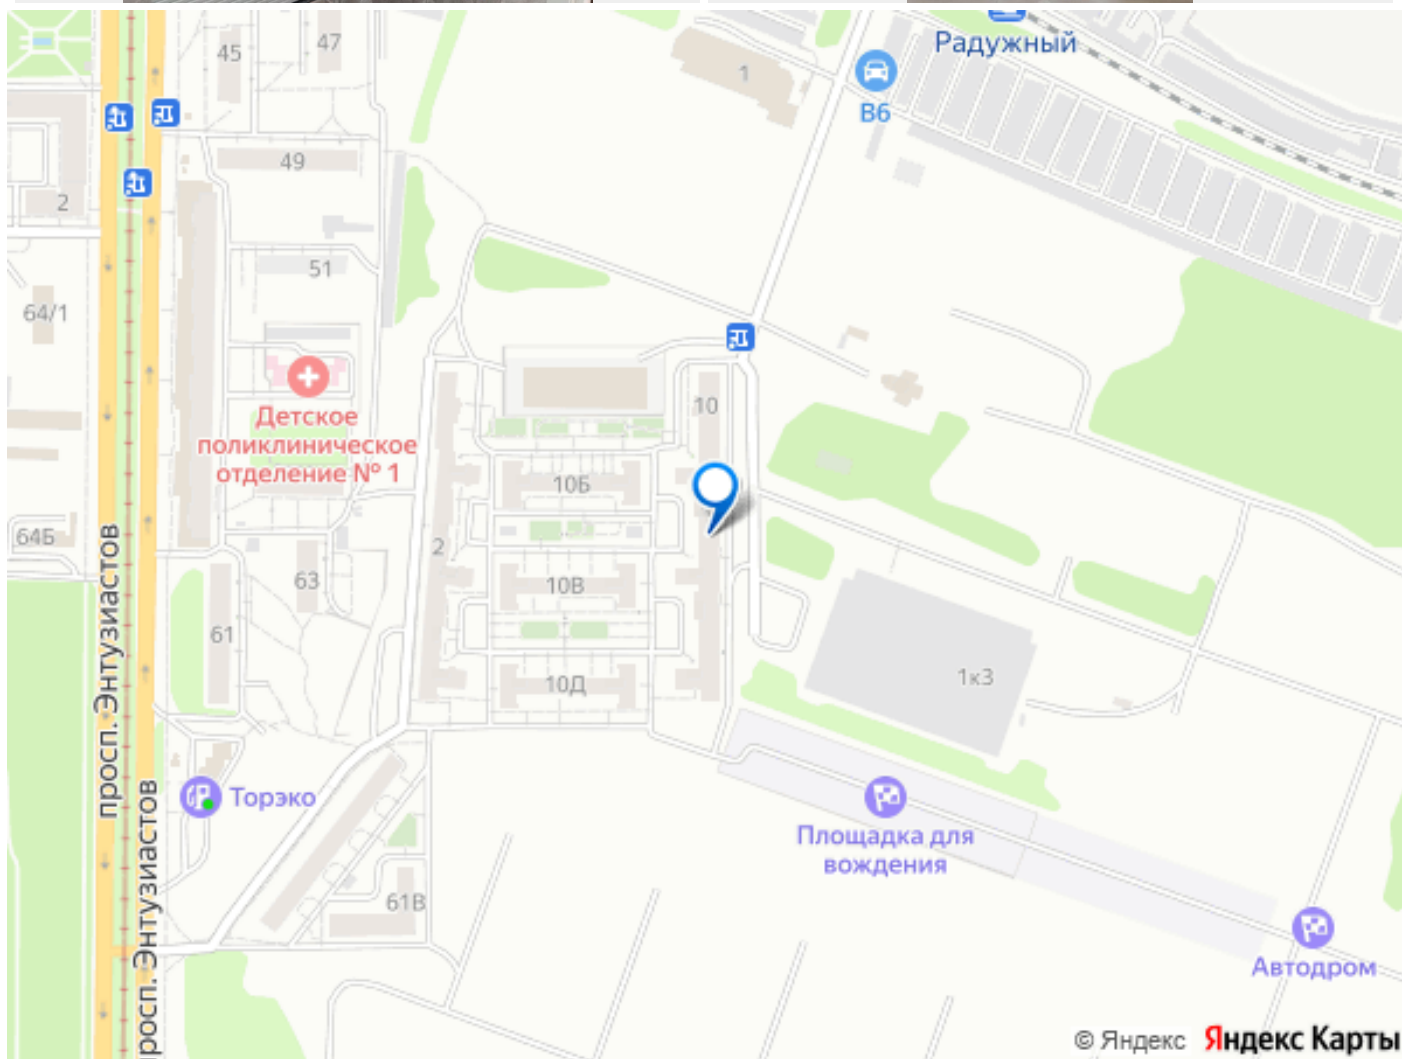 Радужный
45
47
1
В6
49
2
51
64/1
Детское
поликлиническое
отделение № 1
10
10Б
64Б
2
63
10В
61
1к3
10Д
просп. Энтузиастов
Торэко
Площадка для
вождения
просп. Энтузиастов
61В
Автодром
© Яндекс Яндекс Карты